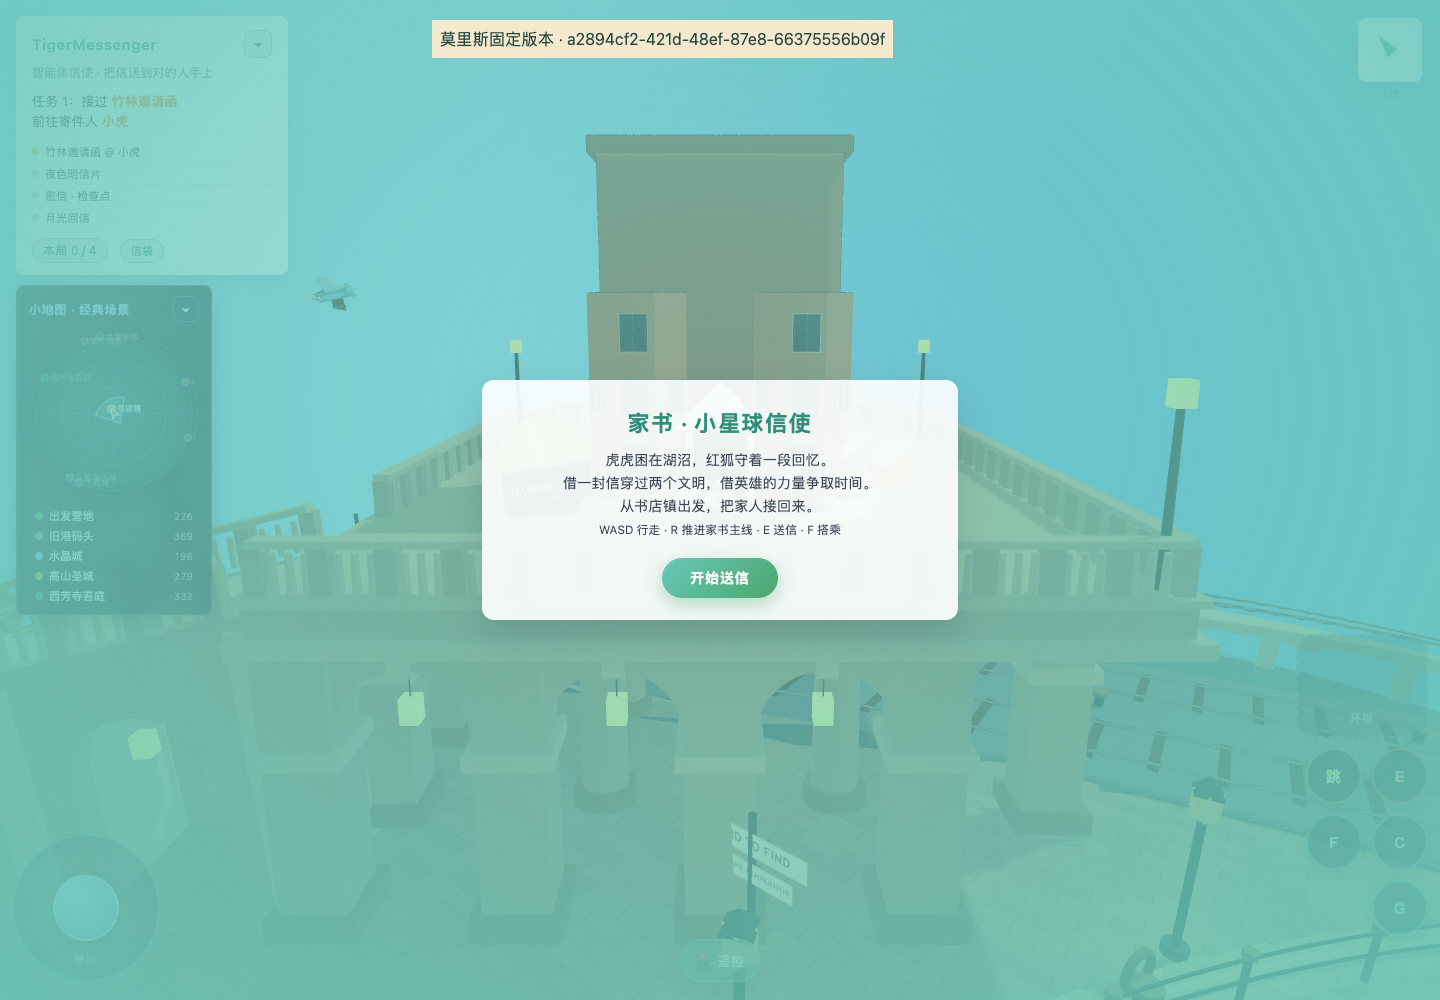 莫里斯固定版本 · a2894cf2-421d-48ef-87e8-66375556b09f
TigerMessenger
智能体信使 · 把信送到对的人手上
任务 1：接过 竹林邀请函
前往寄件人 小虎
竹林邀请函 @ 小虎
夜色明信片
密信 · 检查点
月光回信
本局 0 / 4
信袋
小虎
小地图 · 经典场景
书店镇
出发营地 226
旧港码头 369
水晶城 198
高山圣城 279
西芳寺苔庭 332
家书 · 小星球信使
虎虎困在湖沼，红狐守着一段回忆。
借一封信穿过两个文明，借英雄的力量争取时间。
从书店镇出发，把家人接回来。
WASD 行走 · R 推进家书主线 · E 送信 · F 搭乘
开始送信
环视
跳
E
F
C
G
TO FIND
移动
遥控